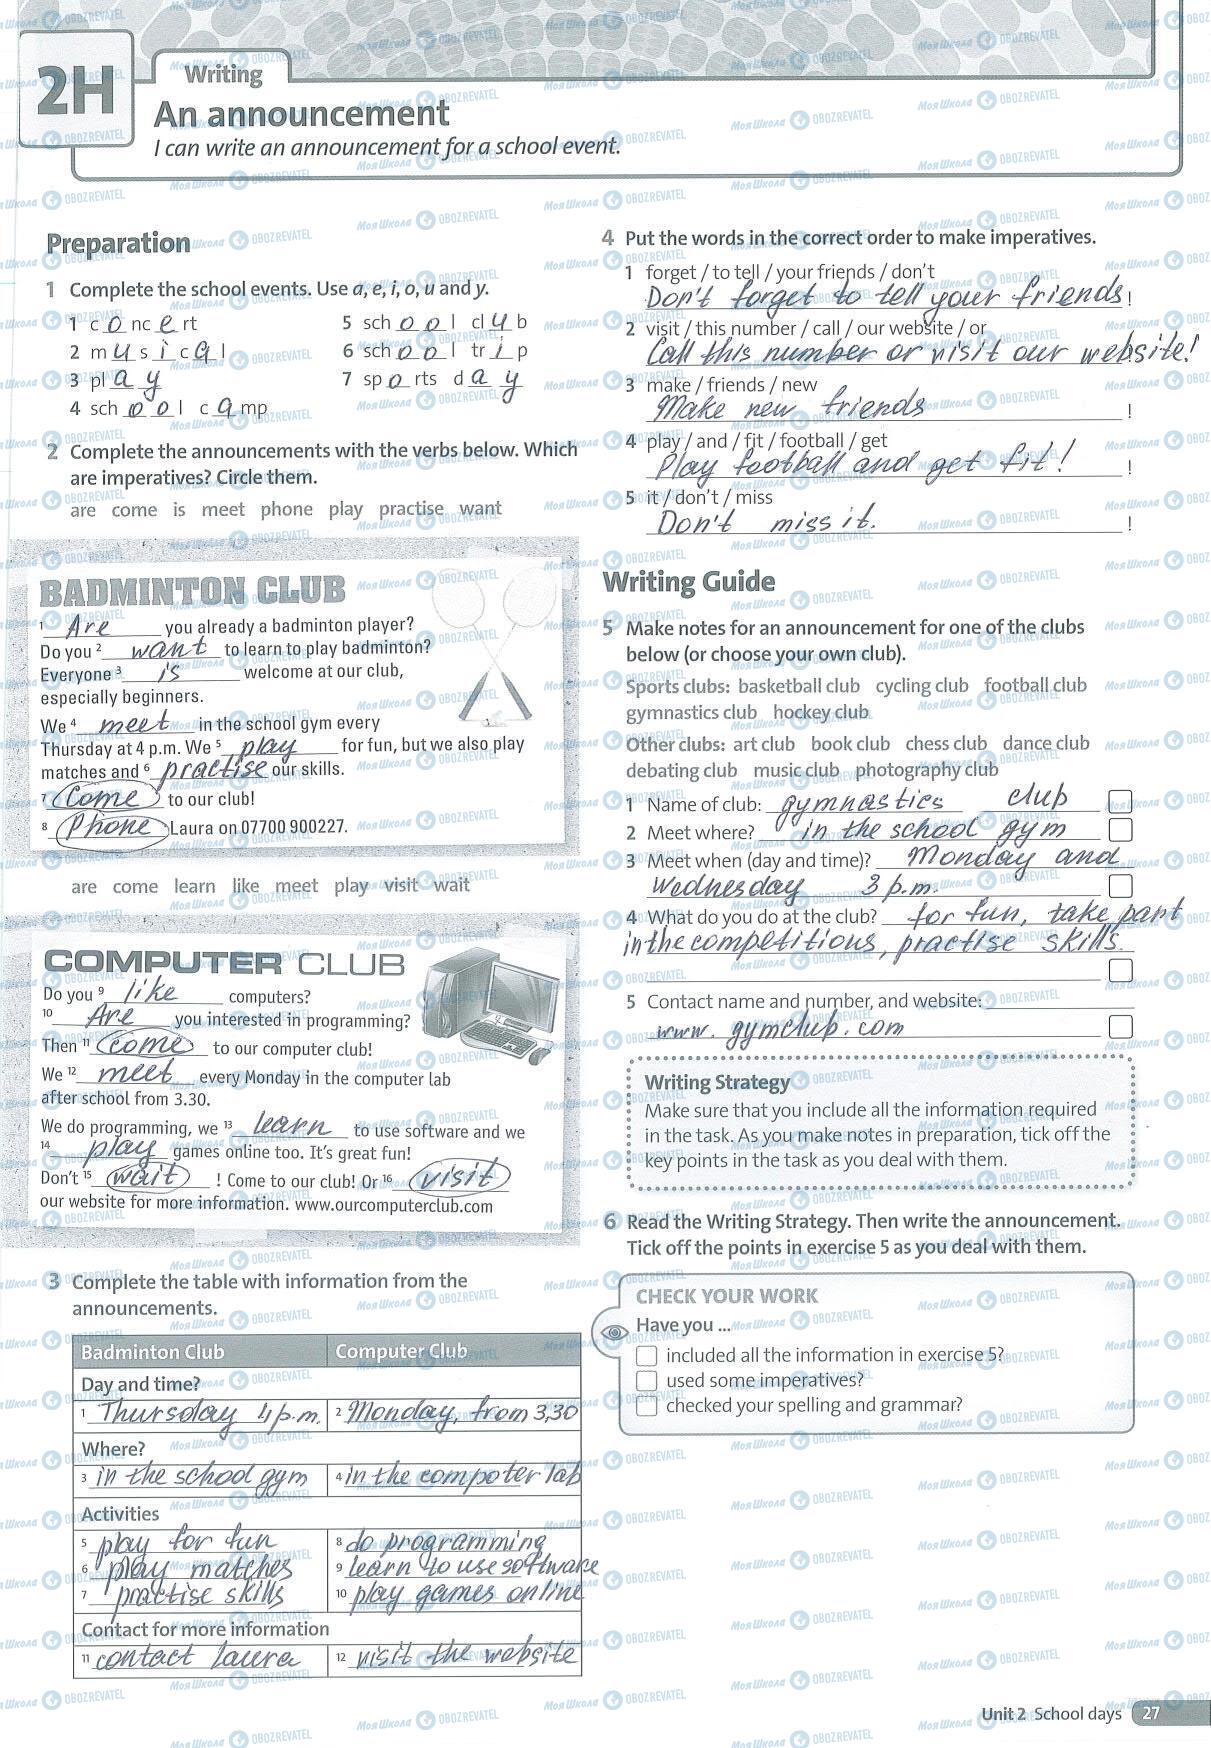 2H
Writing
An announcement
I can write an announcement for a school event.
Preparation
1 Complete the school events. Use a, e, i, o, u and y.
1 c o nc e rt
2 m u s i c a l
3 pl a y
4 sch o o l c a mp
5 sch o o l cl u b
6 sch o o l tr i p
7 sp o rts d a y
2 Complete the announcements with the verbs below. Which
are imperatives? Circle them.
are come is meet phone play practise want
BADMINTON CLUB
1 Are you already a badminton player?
Do you 2 want to learn to play badminton?
Everyone 3 is welcome at our club,
especially beginners.
We 4 meet in the school gym every
Thursday at 4 p.m. We 5 play for fun, but we also play
matches and 6 practise our skills.
7 Come to our club!
8 Phone Laura on 07700 900227.
are come learn like meet play visit wait
COMPUTER CLUB
Do you 9 like computers?
10 Are you interested in programming?
Then 11 come to our computer club!
We 12 meet every Monday in the computer lab
after school from 3.30.
We do programming, we 13 learn to use software and we
14 play games online too. It's great fun!
Don't 15 wait ! Come to our club! Or 16 visit
our website for more information. www.ourcomputerclub.com
3 Complete the table with information from the
announcements.
Badminton Club Computer Club
Day and time?
1 Thursday 4 p.m. 2 Monday, from 3,30
Where?
3 in the school gym 4 in the computer lab
Activities
5 play for fun 8 do programming
6 play matches 9 learn to use software
7 practise skills 10 play games online
Contact for more information
11 contact Laura 12 visit the website
4 Put the words in the correct order to make imperatives.
1 forget / to tell / your friends / don't
Don't forget to tell your friends !
2 visit / this number / call / our website / or
Call this number or visit our website!
3 make / friends / new
Make new friends !
4 play / and / fit / football / get
Play football and get fit! !
5 it / don't / miss
Don't miss it. !
Writing Guide
5 Make notes for an announcement for one of the clubs
below (or choose your own club).
Sports clubs: basketball club cycling club football club
gymnastics club hockey club
Other clubs: art club book club chess club dance club
debating club music club photography club
1 Name of club: gymnastics club
2 Meet where? in the school gym
3 Meet when (day and time)? Monday and
Wednesday 3 p.m.
4 What do you do at the club? for fun, take part
in the competitions, practise skills.
5 Contact name and number, and website:
www. gymclub. com
Writing Strategy
Make sure that you include all the information required
in the task. As you make notes in preparation, tick off the
key points in the task as you deal with them.
6 Read the Writing Strategy. Then write the announcement.
Tick off the points in exercise 5 as you deal with them.
CHECK YOUR WORK
Have you ...
included all the information in exercise 5?
used some imperatives?
checked your spelling and grammar?
Unit 2 School days 27
Моя Школа OBOZREVATEL